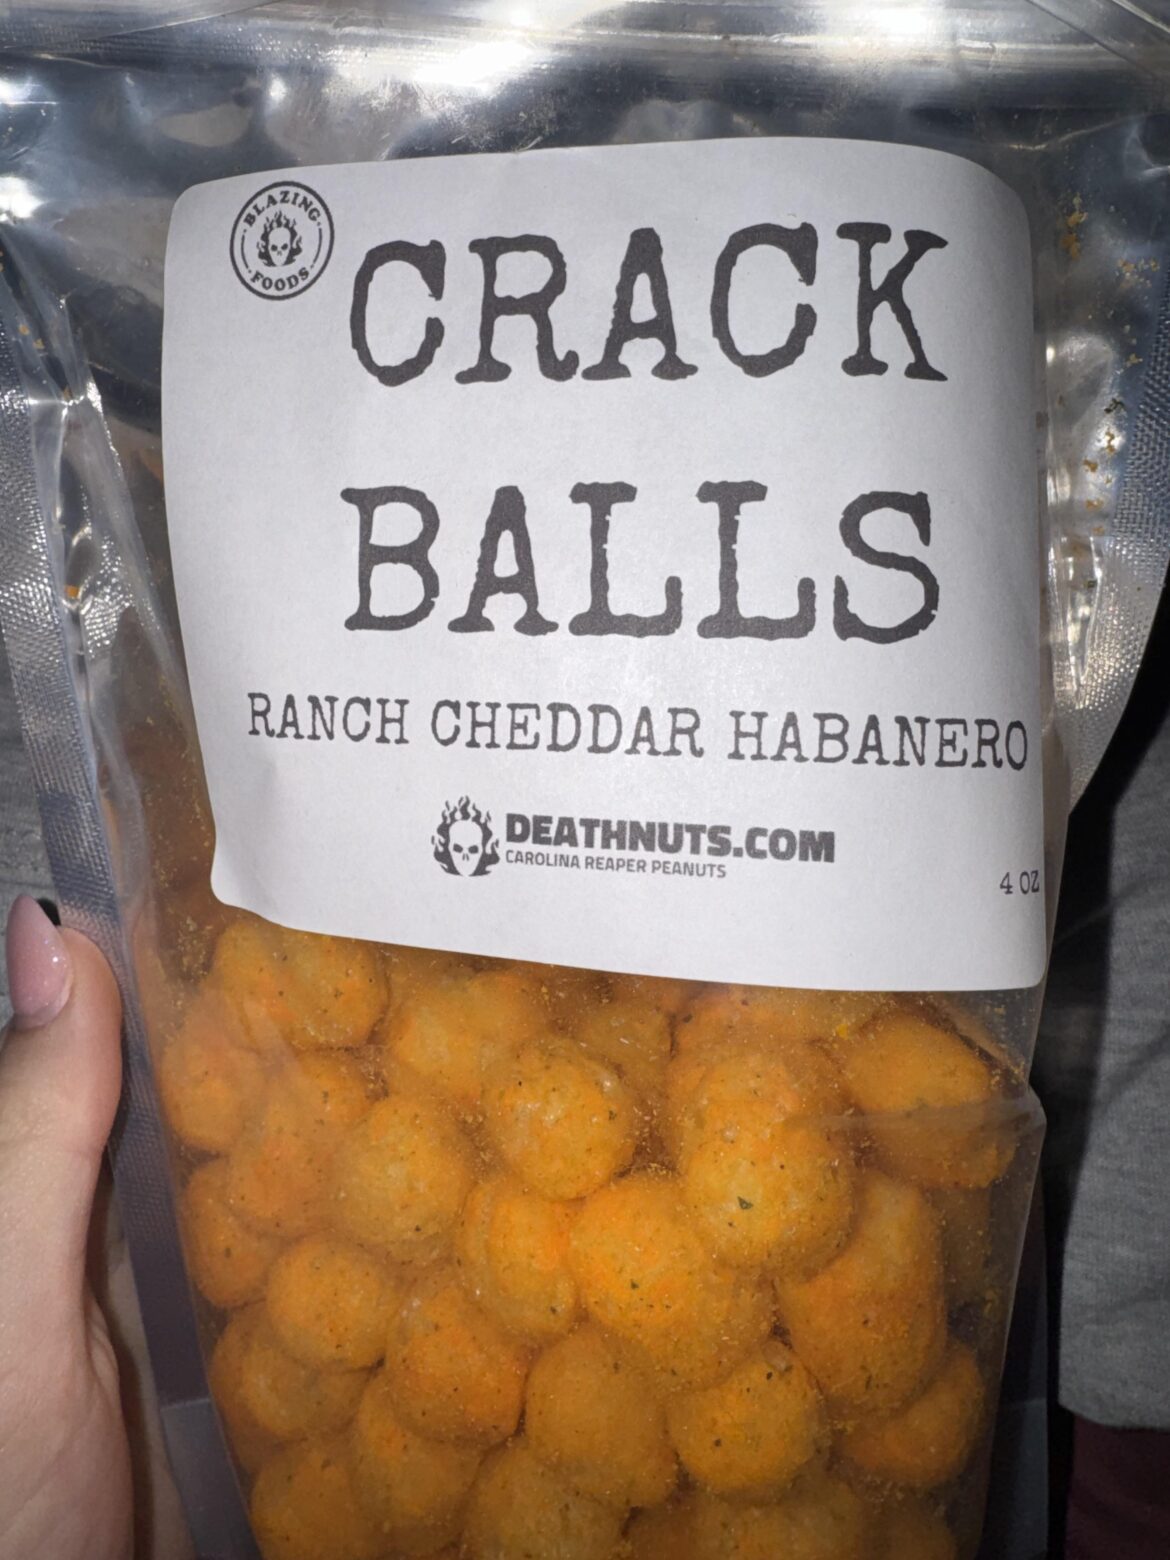 BLAZING
FOODS
CRACK
BALLS
RANCH CHEDDAR HABANERO
DEATHNUTS.COM
CAROLINA REAPER PEANUTS
4 OZ